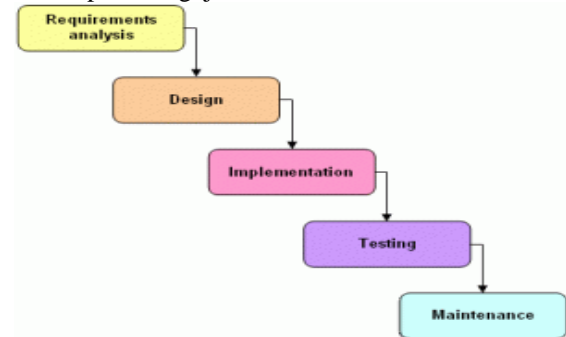 Requirements
analysis
Design
Implementation
Testing
Maintenance